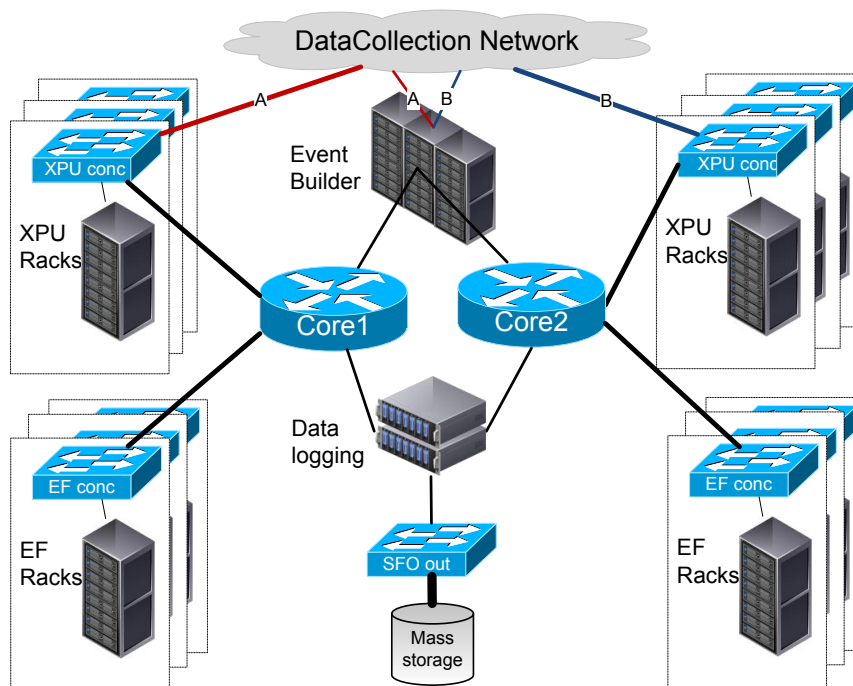 DataCollection Network
A
A
B
B
XPU conc
Event
Builder
XPU conc
XPU
Racks
XPU
Racks
Core1
Core2
Data
logging
EF conc
EF conc
EF
Racks
SFO out
EF
Racks
Mass
storage